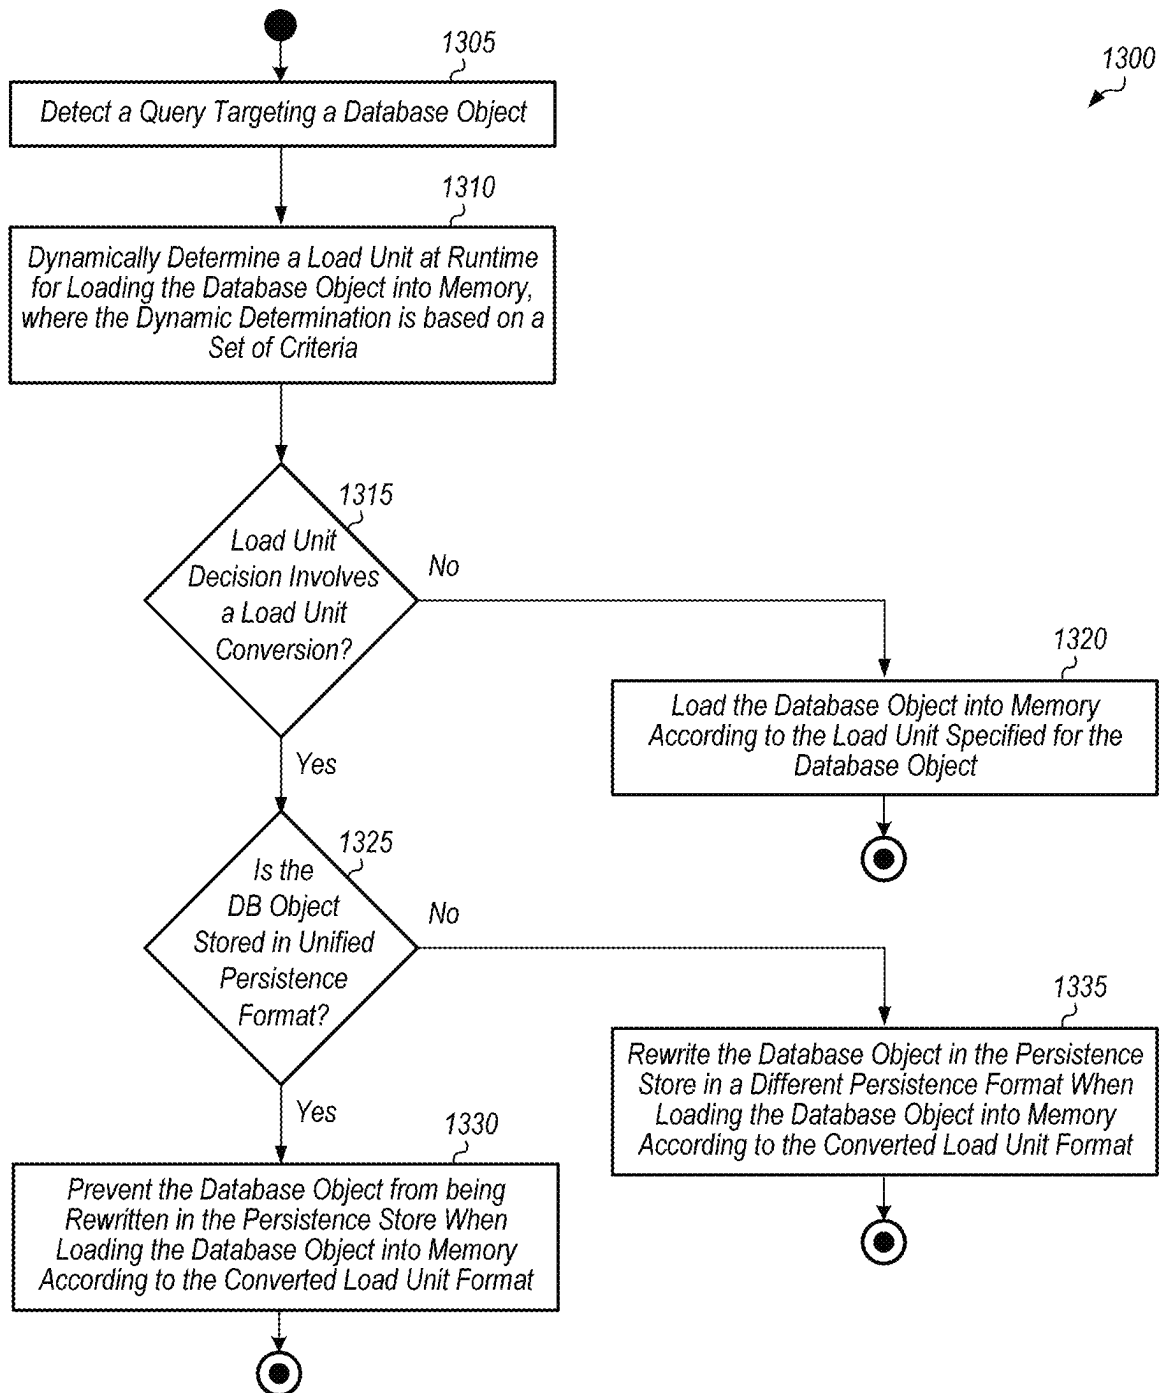 1305
1300
Detect a Query Targeting a Database Object
1310
Dynamically Determine a Load Unit at Runtime
for Loading the Database Object into Memory,
where the Dynamic Determination is based on a
Set of Criteria
1315
Load Unit
Decision Involves
a Load Unit
Conversion?
No
Yes
1320
Load the Database Object into Memory
According to the Load Unit Specified for the
Database Object
1325
Is the
DB Object
Stored in Unified
Persistence
Format?
No
Yes
1335
Rewrite the Database Object in the Persistence
Store in a Different Persistence Format When
Loading the Database Object into Memory
According to the Converted Load Unit Format
1330
Prevent the Database Object from being
Rewritten in the Persistence Store When
Loading the Database Object into Memory
According to the Converted Load Unit Format